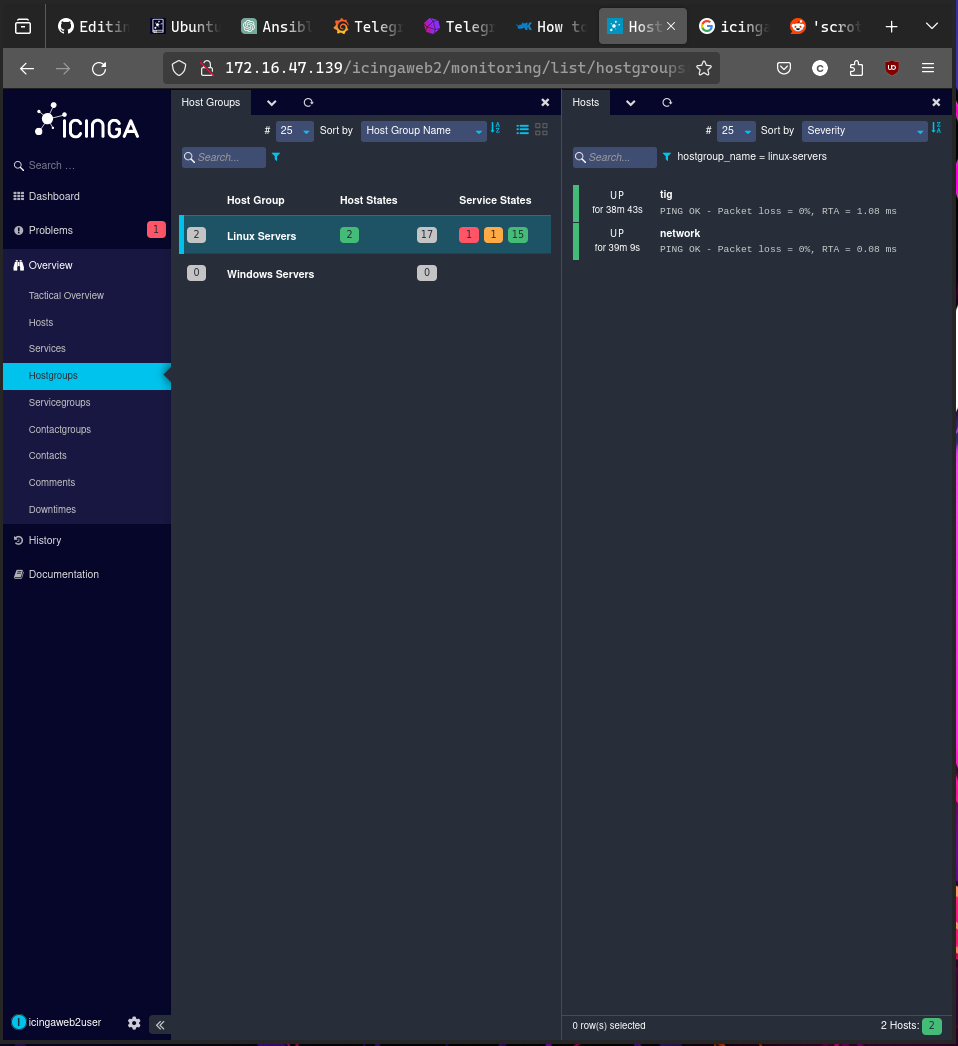 Editin Ubuntu Ansibl Telegr Telegr How to Host icinga 'scrot
172.16.47.139/icingaweb2/monitoring/list/hostgroups
Host Groups
Hosts
ICINGA
# 25 Sort by Host Group Name
# 25 Sort by Severity
Search ...
Search...
Search...
hostgroup_name = linux-servers
Dashboard
Problems 1
Overview
Tactical Overview
Hosts
Services
Hostgroups
Servicegroups
Contactgroups
Contacts
Comments
Downtimes
History
Documentation
Host Group Host States Service States
2 Linux Servers 2 17 1 1 15
0 Windows Servers 0
UP tig
for 38m 43s PING OK - Packet loss = 0%, RTA = 1.08 ms
UP network
for 39m 9s PING OK - Packet loss = 0%, RTA = 0.08 ms
I icingaweb2user
0 row(s) selected
2 Hosts: 2